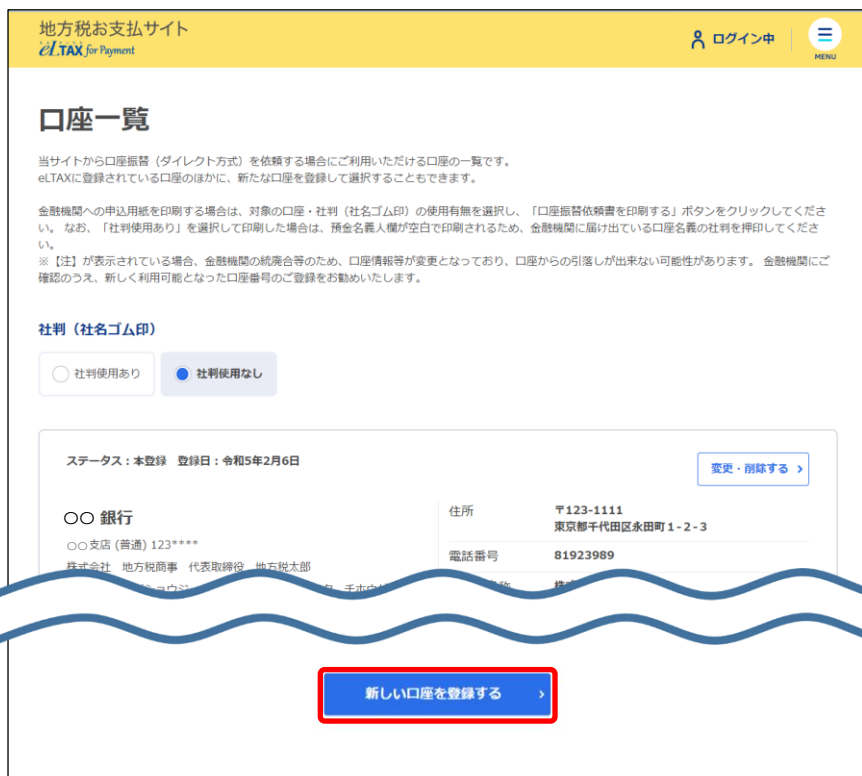 地方税お支払サイト
eLTAX for Payment
ログイン中
MENU
口座一覧
当サイトから口座振替（ダイレクト方式）を依頼する場合にご利用いただける口座の一覧です。
eLTAXに登録されている口座のほかに、新たな口座を登録して選択することもできます。
金融機関への申込用紙を印刷する場合は、対象の口座・社判（社名ゴム印）の使用有無を選択し、「口座振替依頼書を印刷する」ボタンをクリックしてくださ
い。 なお、「社判使用あり」を選択して印刷した場合は、預金名義人欄が空白で印刷されるため、金融機関に届け出ている口座名義の社判を押印してくださ
い。
※【注】が表示されている場合、金融機関の統廃合等のため、口座情報等が変更となっており、口座からの引落しが出来ない可能性があります。 金融機関にご
確認のうえ、新しく利用可能となった口座番号のご登録をお勧めいたします。
社判（社名ゴム印）
社判使用あり
社判使用なし
ステータス：本登録　登録日：令和5年2月6日
変更・削除する
〇〇 銀行
○○支店 (普通) 123****
株式会社　地方税商事　代表取締役　地方税太郎
住所
〒123-1111
東京都千代田区永田町１-２-３
電話番号
81923989
新しい口座を登録する